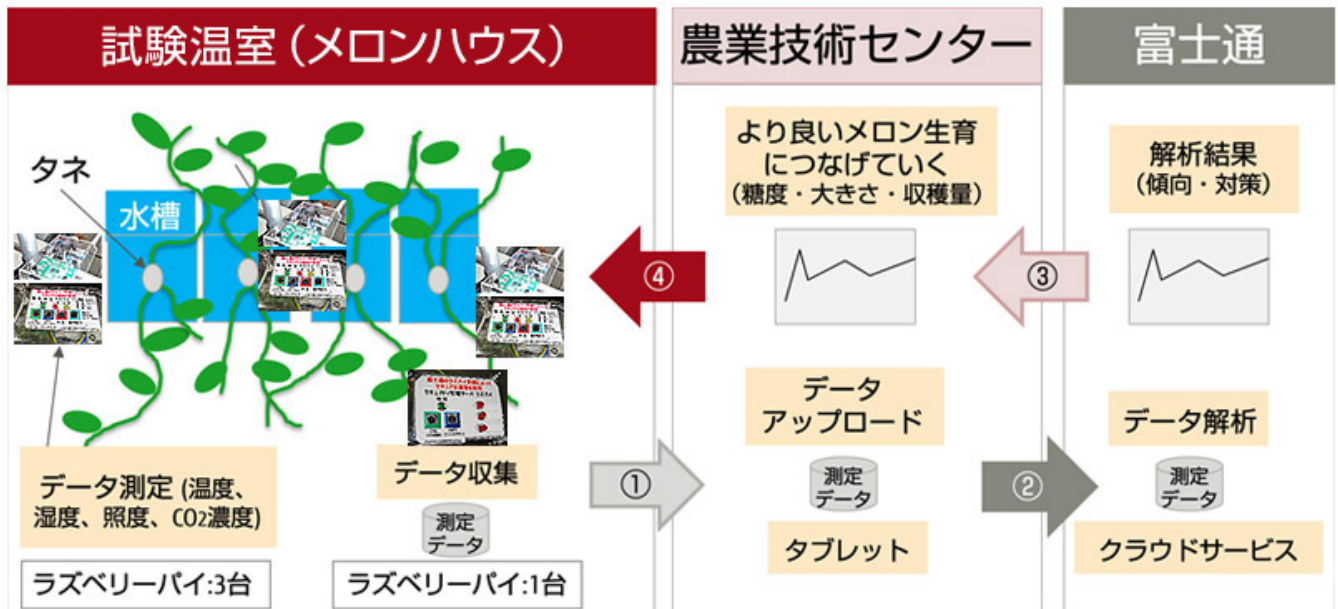 試験温室(メロンハウス)
タネ
水槽
データ測定 (温度、
湿度、照度、CO2濃度)
ラズベリーパイ:3台
データ収集
測定
データ
ラズベリーパイ:1台
①
農業技術センター
より良いメロン生育
につなげていく
(糖度・大きさ・収穫量)
④
データ
アップロード
測定
データ
タブレット
②
富士通
解析結果
(傾向・対策)
③
データ解析
測定
データ
クラウドサービス